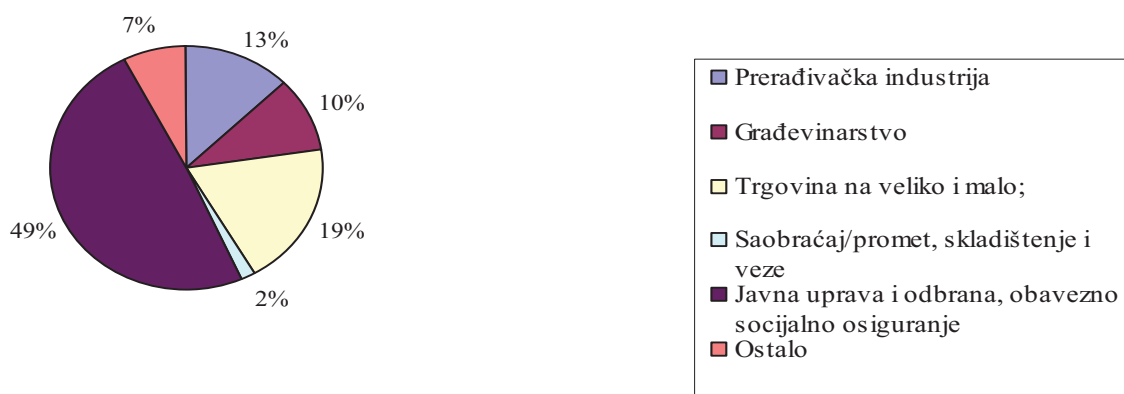 7%
13%
10%
19%
2%
49%
Prerađivačka industrija
Građevinarstvo
Trgovina na veliko i malo;
Saobraćaj/promet, skladištenje i
veze
Javna uprava i odbrana, obavezno
socijalno osiguranje
Ostalo